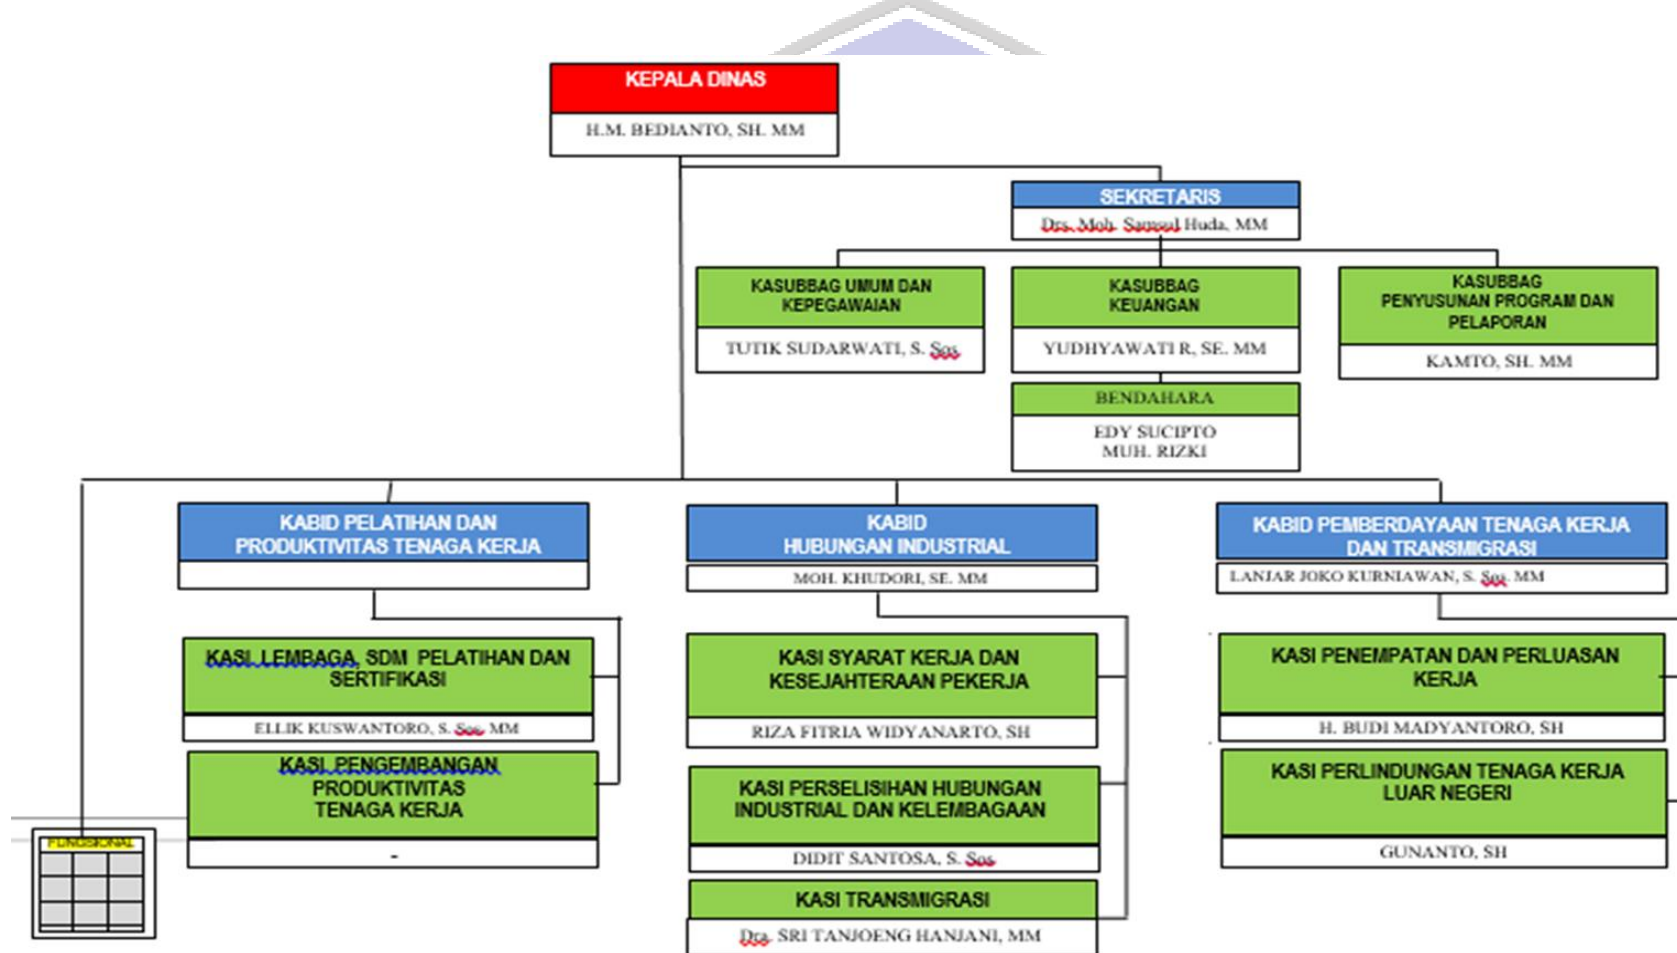 KEPALA DINAS
H.M. BEDIANTO, SH. MM
SEKRETARIS
Drs. Moh. Samsul Huda, MM
KASUBBAG UMUM DAN
KEPEGAWAIAN
TUTIK SUDARWATI, S. Sos
KASUBBAG
KEUANGAN
YUDHYAWATI R, SE. MM
KASUBBAG
PENYUSUNAN PROGRAM DAN
PELAPORAN
KAMTO, SH. MM
BENDAHARA
EDY SUCIPTO
MUH. RIZKI
KABID PELATIHAN DAN
PRODUKTIVITAS TENAGA KERJA
KASI LEMBAGA, SDM PELATIHAN DAN
SERTIFIKASI
ELLIK KUSWANTORO, S. Sos. MM
KASI PENGEMBANGAN
PRODUKTIVITAS
TENAGA KERJA
-
KABID
HUBUNGAN INDUSTRIAL
MOH. KHUDORI, SE. MM
KASI SYARAT KERJA DAN
KESEJAHTERAAN PEKERJA
RIZA FITRIA WIDYANARTO, SH
KASI PERSELISIHAN HUBUNGAN
INDUSTRIAL DAN KELEMBAGAAN
DIDIT SANTOSA, S. Sos
KASI TRANSMIGRASI
Dra. SRI TANJOENG HANJANI, MM
KABID PEMBERDAYAAN TENAGA KERJA
DAN TRANSMIGRASI
LANJAR JOKO KURNIAWAN, S. Sos. MM
KASI PENEMPATAN DAN PERLUASAN
KERJA
H. BUDI MADYANTORO, SH
KASI PERLINDUNGAN TENAGA KERJA
LUAR NEGERI
GUNANTO, SH
FUNGSIONAL